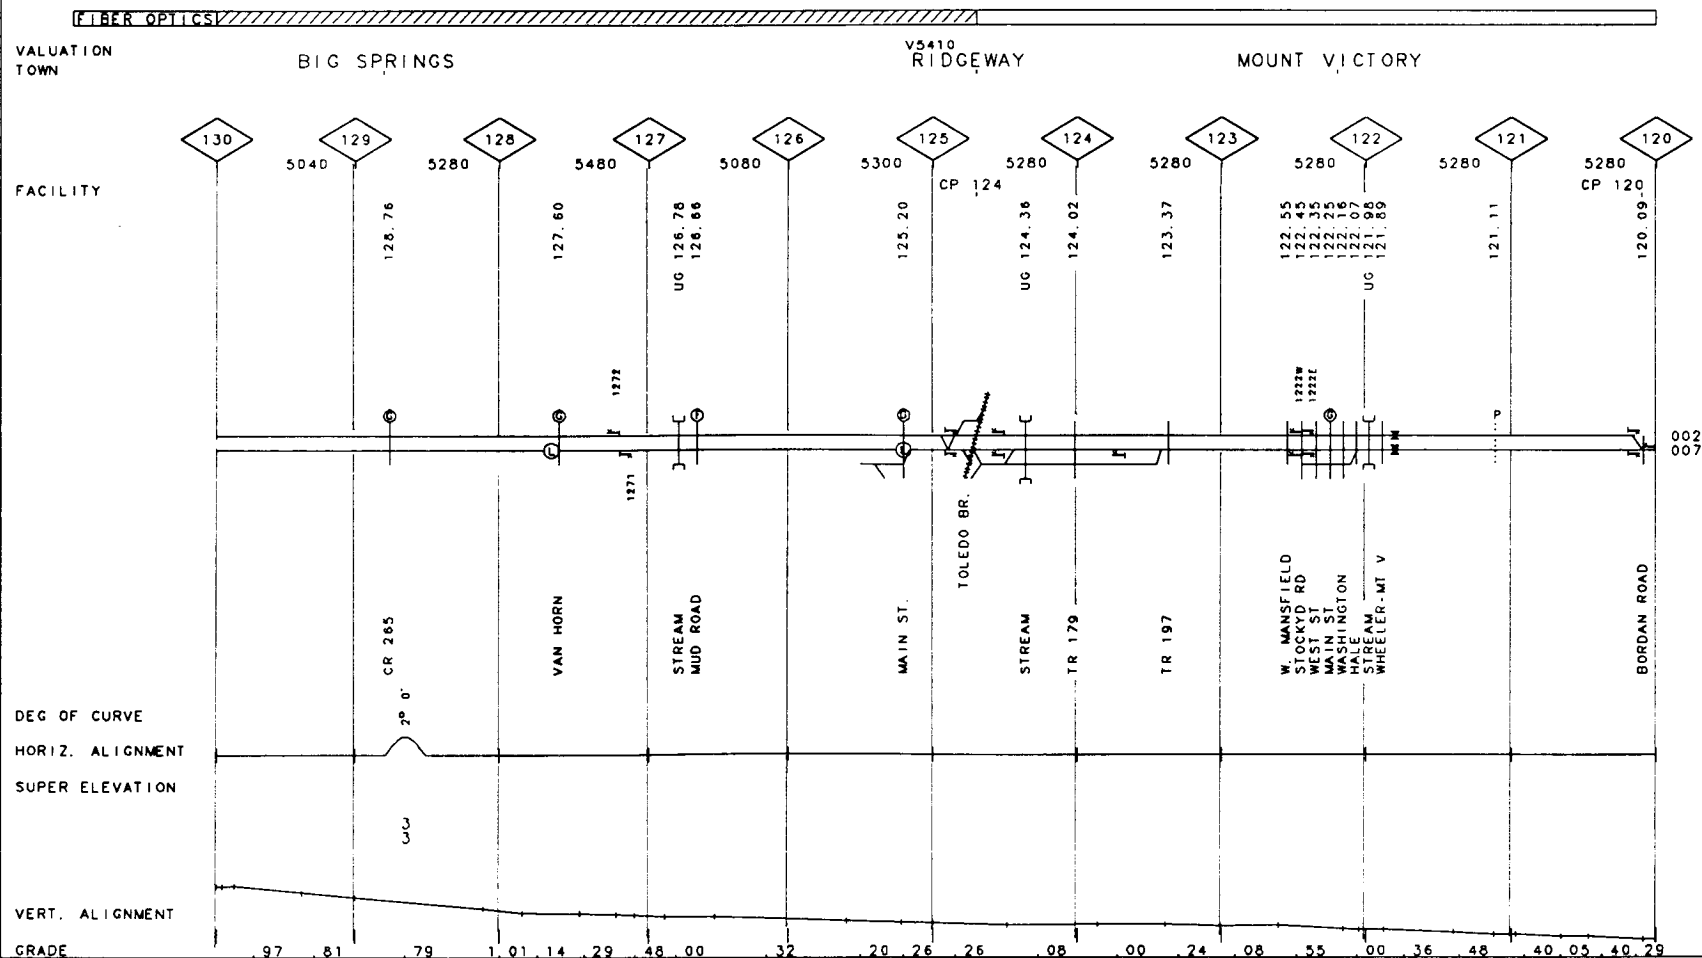 FIBER OPTICS
VALUATION V5410
TOWN BIG SPRINGS RIDGEWAY MOUNT VICTORY
130 129 128 127 126 125 124 123 122 121 120
5040 5280 5480 5080 5300 5280 5280 5280 5280 5280
FACILITY CP 124 CP 120
128.76
127.60
UG 126.78
126.66
125.20
UG 124.36
124.02
123.37
122.55
122.45
122.35
122.25
122.16
122.07
UG 121.98
121.89
121.11
120.09
1272
1222W
1222E
G G F G G P
002
007
L
1271
TOLEDO BR.
CR 265
VAN HORN
STREAM
MUD ROAD
MAIN ST.
STREAM
TR 179
TR 197
W. MANSFIELD
STOCKYD RD
WEST ST
MAIN ST
WASHINGTON
HALE
STREAM
WHEELER-MT V
BORDAN ROAD
DEG OF CURVE 2° 0'
HORIZ. ALIGNMENT
SUPER ELEVATION
3
3
VERT. ALIGNMENT
GRADE .97 .81 .79 1.01 .14 .29 .48 .00 .32 .20 .26 .26 .08 .00 .24 .08 .55 .00 .36 .48 .40 .05 .40 .29